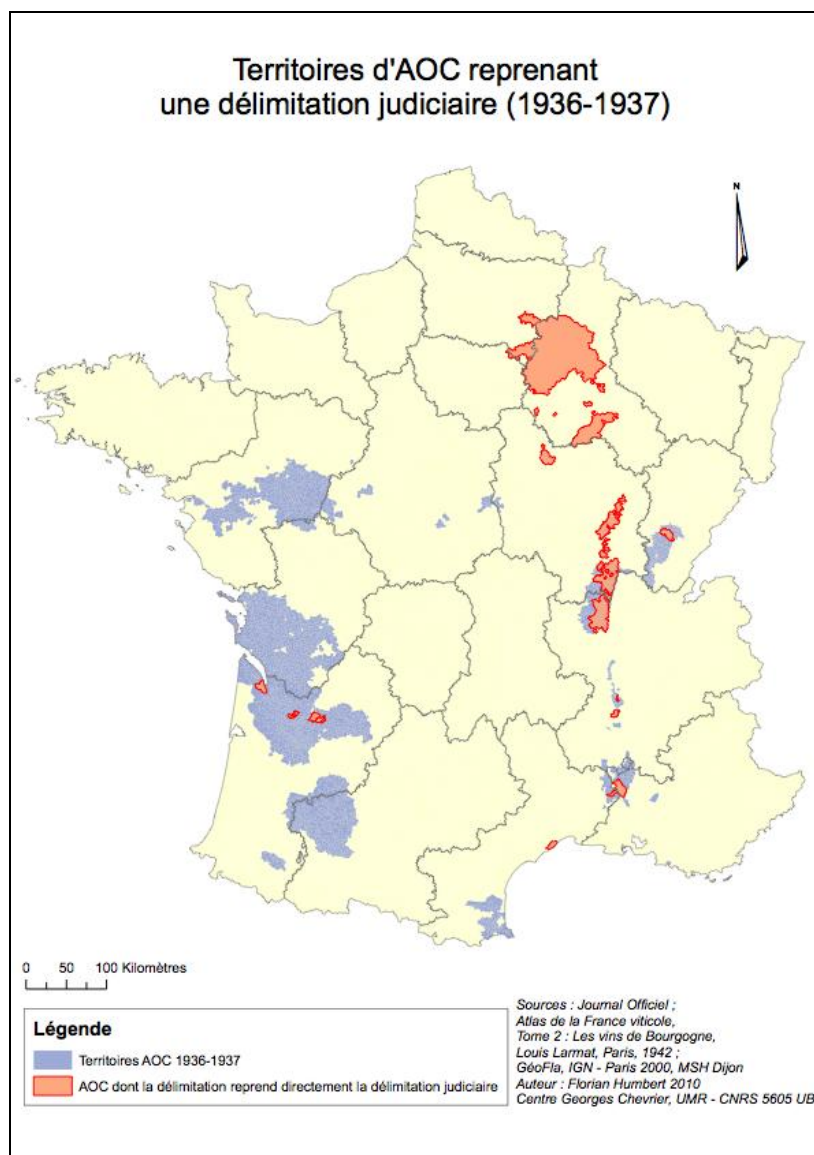 Territoires d'AOC reprenant
une délimitation judiciaire (1936-1937)
N
0 50 100 Kilomètres
Légende
Territoires AOC 1936-1937
AOC dont la délimitation reprend directement la délimitation judiciaire
Sources : Journal Officiel ;
Atlas de la France viticole,
Tome 2 : Les vins de Bourgogne,
Louis Larmat, Paris, 1942 ;
GéoFla, IGN - Paris 2000, MSH Dijon
Auteur : Florian Humbert 2010
Centre Georges Chevrier, UMR - CNRS 5605 UB